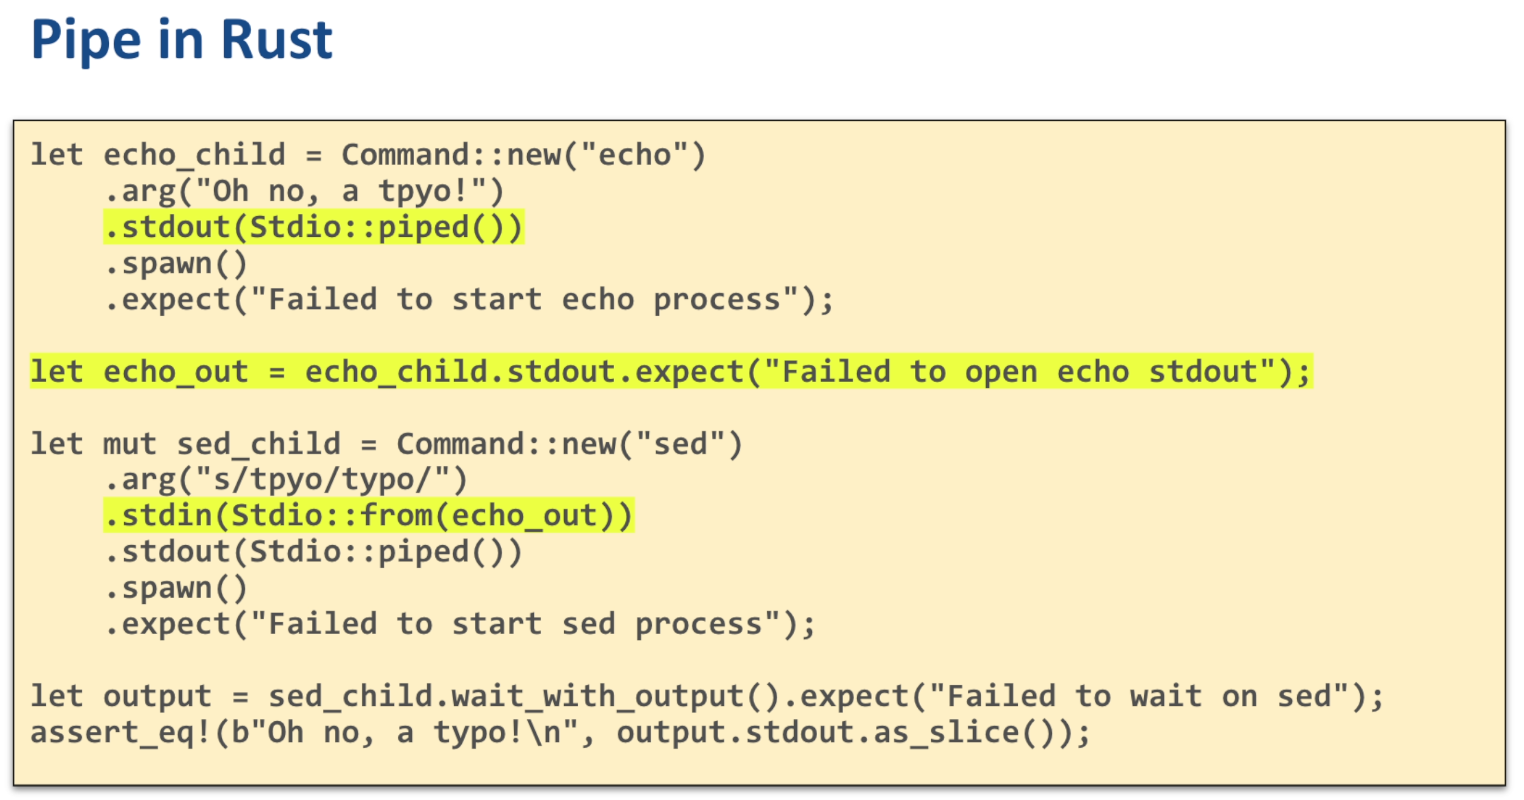 Pipe in Rust
let echo_child = Command::new("echo")
    .arg("Oh no, a tpyo!")
    .stdout(Stdio::piped())
    .spawn()
    .expect("Failed to start echo process");
let echo_out = echo_child.stdout.expect("Failed to open echo stdout");
let mut sed_child = Command::new("sed")
    .arg("s/tpyo/typo/")
    .stdin(Stdio::from(echo_out))
    .stdout(Stdio::piped())
    .spawn()
    .expect("Failed to start sed process");
let output = sed_child.wait_with_output().expect("Failed to wait on sed");
assert_eq!(b"Oh no, a typo!\n", output.stdout.as_slice());